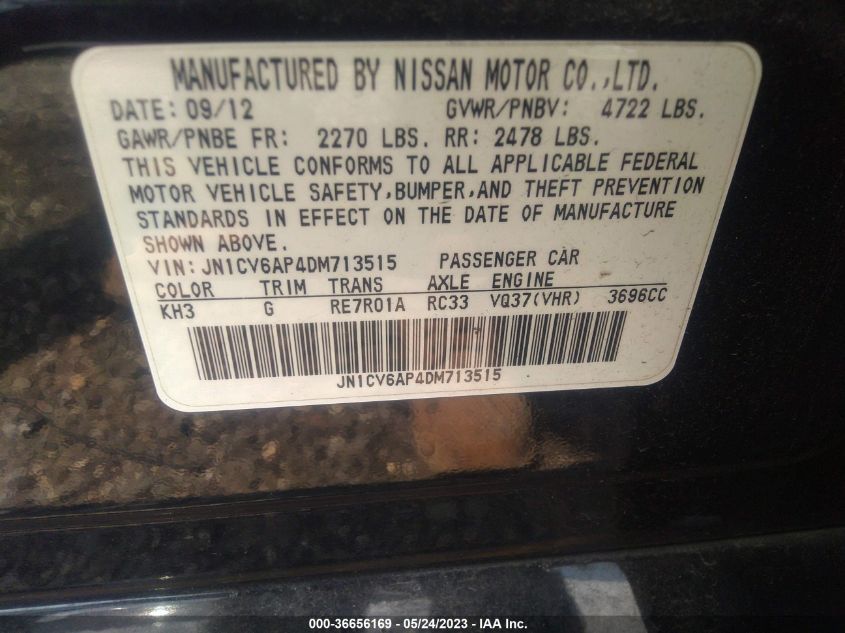 MANUFACTURED BY NISSAN MOTOR CO.,LTD.
DATE: 09/12 GVWR/PNBV: 4722 LBS.
GAWR/PNBE FR: 2270 LBS. RR: 2478 LBS.
THIS VEHICLE CONFORMS TO ALL APPLICABLE FEDERAL
MOTOR VEHICLE SAFETY,BUMPER,AND THEFT PREVENTION
STANDARDS IN EFFECT ON THE DATE OF MANUFACTURE
SHOWN ABOVE.
VIN: JN1CV6AP4DM713515 PASSENGER CAR
COLOR TRIM TRANS AXLE ENGINE
KH3 G RE7R01A RC33 VQ37(VHR) 3696CC
JN1CV6AP4DM713515
000-36656169 - 05/24/2023 - IAA Inc.